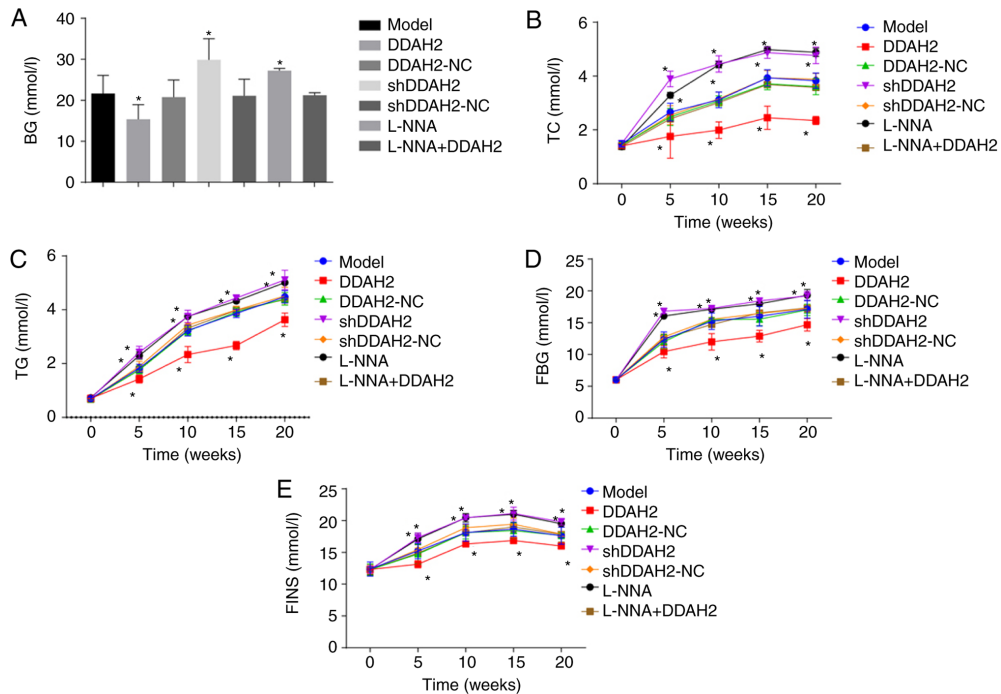 A
BG (mmol/l)
40
30
20
10
0
*
*
*
Model
DDAH2
DDAH2-NC
shDDAH2
shDDAH2-NC
L-NNA
L-NNA+DDAH2
B
TC (mmol/l)
6
4
2
0
* * * *
* * * *
* * * *
0 5 10 15 20
Time (weeks)
Model
DDAH2
DDAH2-NC
shDDAH2
shDDAH2-NC
L-NNA
L-NNA+DDAH2
C
TG (mmol/l)
6
4
2
0
* * * *
* * * *
* * * *
0 5 10 15 20
Time (weeks)
Model
DDAH2
DDAH2-NC
shDDAH2
shDDAH2-NC
L-NNA
L-NNA+DDAH2
D
FBG (mmol/l)
25
20
15
10
5
0
* * * *
* * * *
* * * *
0 5 10 15 20
Time (weeks)
Model
DDAH2
DDAH2-NC
shDDAH2
shDDAH2-NC
L-NNA
L-NNA+DDAH2
E
FINS (mmol/l)
25
20
15
10
5
0
* * * *
* * * *
* * * *
0 5 10 15 20
Time (weeks)
Model
DDAH2
DDAH2-NC
shDDAH2
shDDAH2-NC
L-NNA
L-NNA+DDAH2